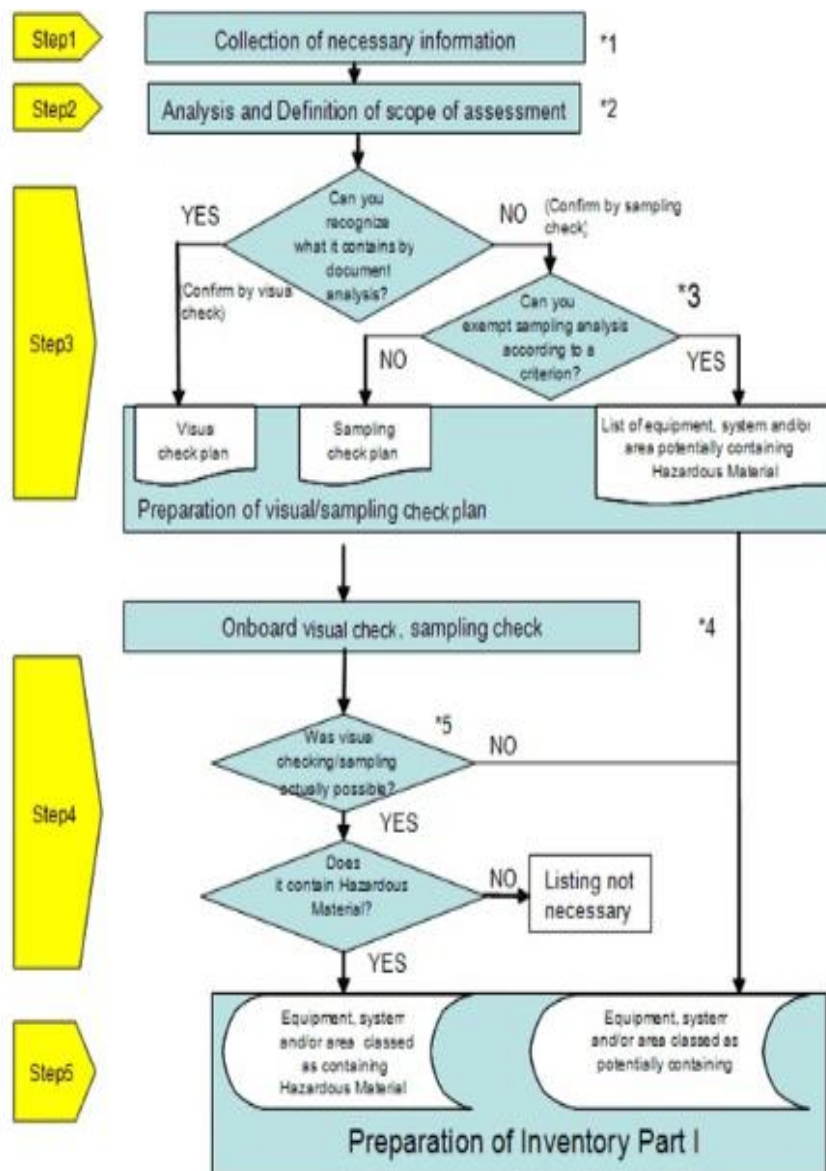 Step1
Collection of necessary information
*1
Step2
Analysis and Definition of scope of assessment
*2
Step3
Can you
recognize
what it contains by
document
analysis?
YES
NO
(Confirm by sampling
check)
(Confirm by visual
check)
*3
Can you
exempt sampling analysis
according to a
criterion?
NO
YES
Visua
check plan
Sampling
check plan
List of equipment, system and/or
area potentially containing
Hazardous Material
Preparation of visual/sampling check plan
Onboard visual check, sampling check
*4
Step4
Was visual
checking/sampling
actually possible?
*5
NO
YES
Does
it contain Hazardous
Material?
NO
Listing not
necessary
YES
Step5
Equipment, system
and/or area classed
as containing
Hazardous Material
Equipment, system
and/or area classed as
potentially containing
Preparation of Inventory Part I